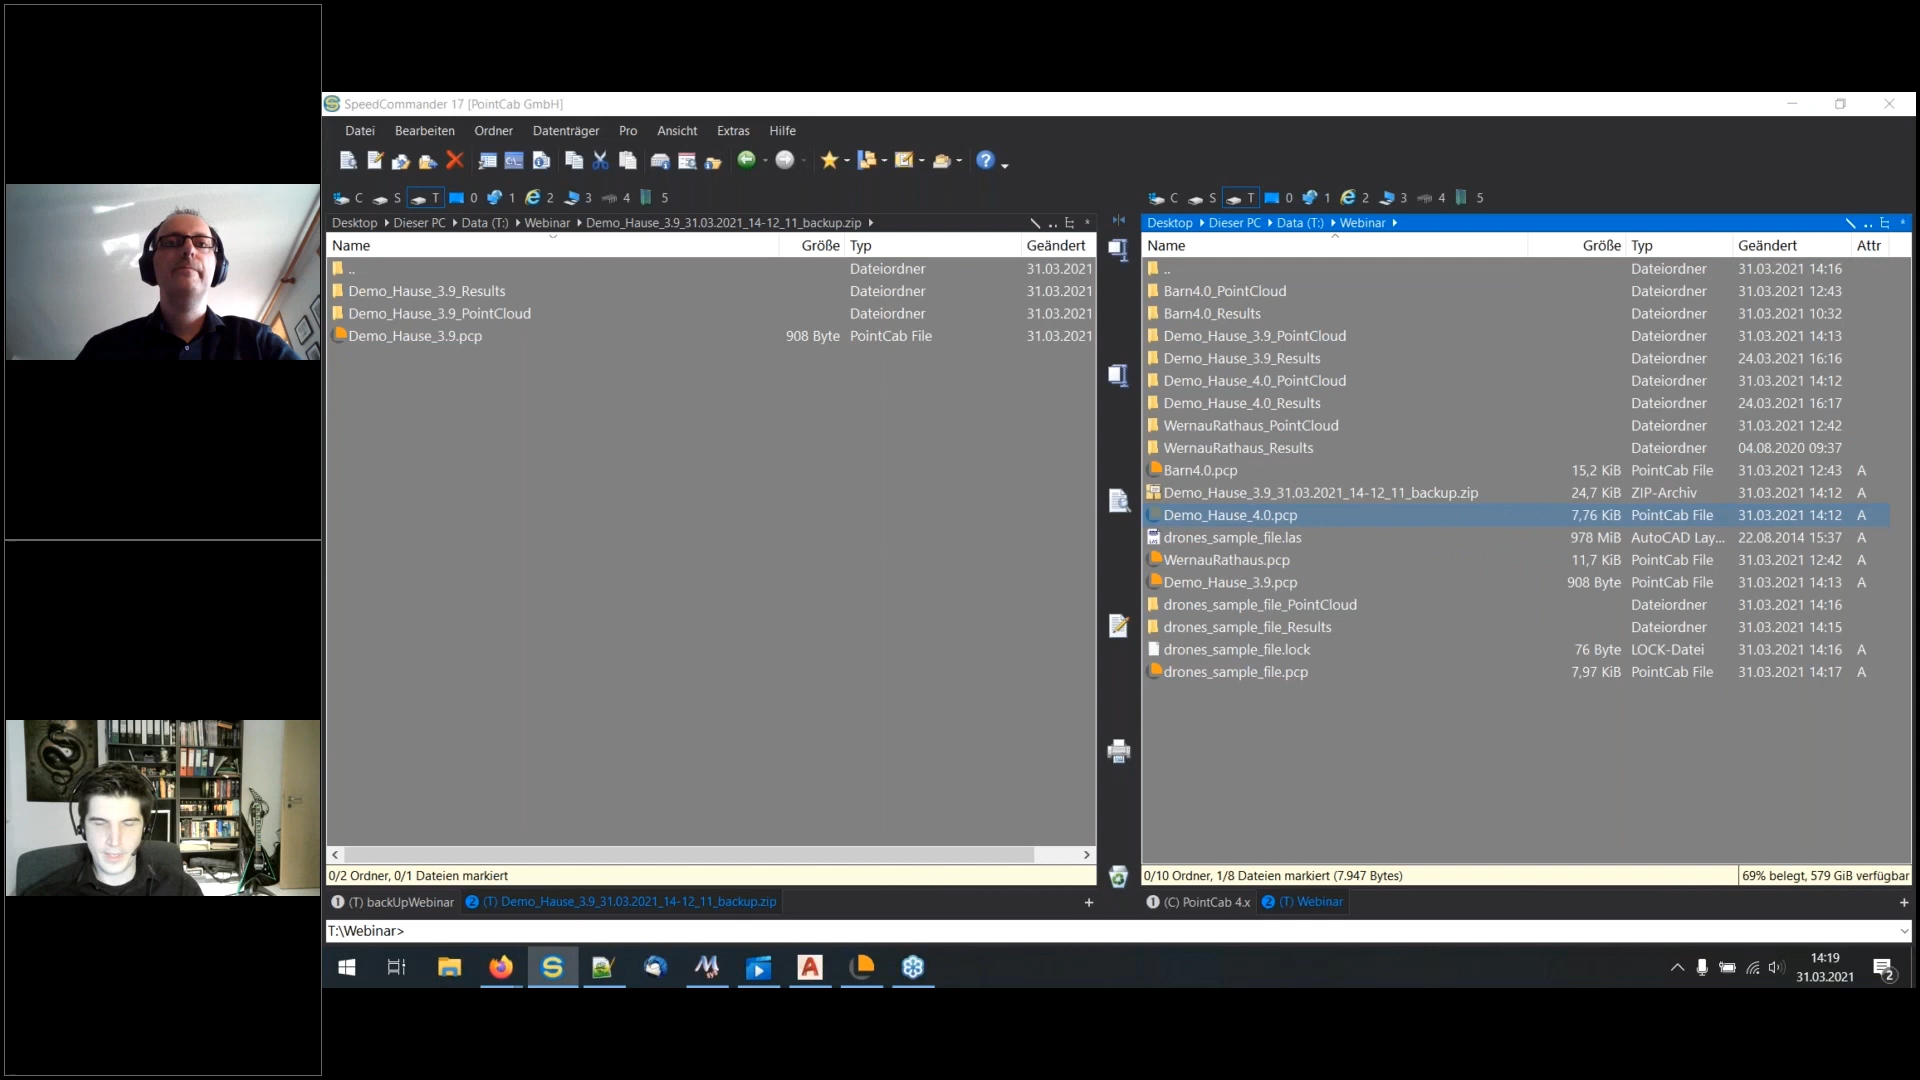 SpeedCommander 17 [PointCab GmbH]
Datei Bearbeiten Ordner Datenträger Pro Ansicht Extras Hilfe
C S T 0 1 2 3 4 5
C S T 0 1 2 3 4 5
Desktop Dieser PC Data (T:) Webinar Demo_Hause_3.9_31.03.2021_14-12_11_backup.zip
Name Größe Typ Geändert
.. Dateiordner 31.03.2021
Demo_Hause_3.9_Results Dateiordner 31.03.2021
Demo_Hause_3.9_PointCloud Dateiordner 31.03.2021
Demo_Hause_3.9.pcp 908 Byte PointCab File 31.03.2021
0/2 Ordner, 0/1 Dateien markiert
1 (T) backUpWebinar 2 (T) Demo_Hause_3.9_31.03.2021_14-12_11_backup.zip +
Desktop Dieser PC Data (T:) Webinar
Name Größe Typ Geändert Attr
.. Dateiordner 31.03.2021 14:16
Barn4.0_PointCloud Dateiordner 31.03.2021 12:43
Barn4.0_Results Dateiordner 31.03.2021 10:32
Demo_Hause_3.9_PointCloud Dateiordner 31.03.2021 14:13
Demo_Hause_3.9_Results Dateiordner 24.03.2021 16:16
Demo_Hause_4.0_PointCloud Dateiordner 31.03.2021 14:12
Demo_Hause_4.0_Results Dateiordner 24.03.2021 16:17
WernauRathaus_PointCloud Dateiordner 31.03.2021 12:42
WernauRathaus_Results Dateiordner 04.08.2020 09:37
Barn4.0.pcp 15,2 KiB PointCab File 31.03.2021 12:43 A
Demo_Hause_3.9_31.03.2021_14-12_11_backup.zip 24,7 KiB ZIP-Archiv 31.03.2021 14:12 A
Demo_Hause_4.0.pcp 7,76 KiB PointCab File 31.03.2021 14:12 A
drones_sample_file.las 978 MiB AutoCAD Lay... 22.08.2014 15:37 A
WernauRathaus.pcp 11,7 KiB PointCab File 31.03.2021 12:42 A
Demo_Hause_3.9.pcp 908 Byte PointCab File 31.03.2021 14:13 A
drones_sample_file_PointCloud Dateiordner 31.03.2021 14:16
drones_sample_file_Results Dateiordner 31.03.2021 14:15
drones_sample_file.lock 76 Byte LOCK-Datei 31.03.2021 14:16 A
drones_sample_file.pcp 7,97 KiB PointCab File 31.03.2021 14:17 A
0/10 Ordner, 1/8 Dateien markiert (7.947 Bytes) 69% belegt, 579 GiB verfügbar
1 (C) PointCab 4.x 2 (T) Webinar +
T:\Webinar>
14:19
31.03.2021
2